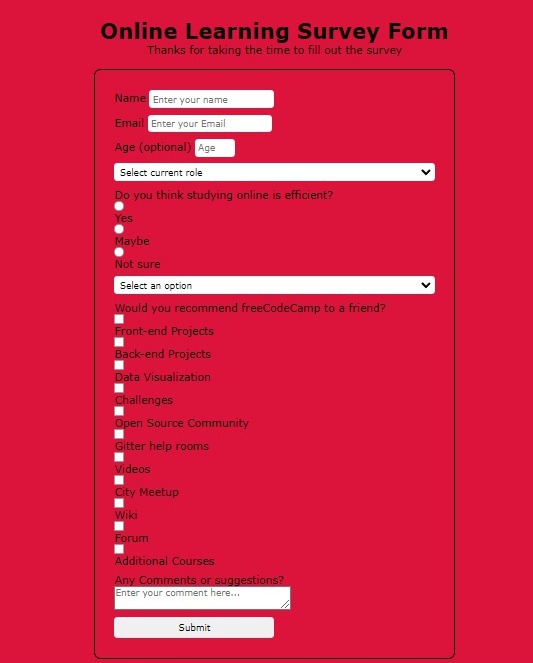 Online Learning Survey Form
Thanks for taking the time to fill out the survey
Name Enter your name
Email Enter your Email
Age (optional) Age
Select current role
Do you think studying online is efficient?
Yes
Maybe
Not sure
Select an option
Would you recommend freeCodeCamp to a friend?
Front-end Projects
Back-end Projects
Data Visualization
Challenges
Open Source Community
Gitter help rooms
Videos
City Meetup
Wiki
Forum
Additional Courses
Any Comments or suggestions?
Enter your comment here...
Submit